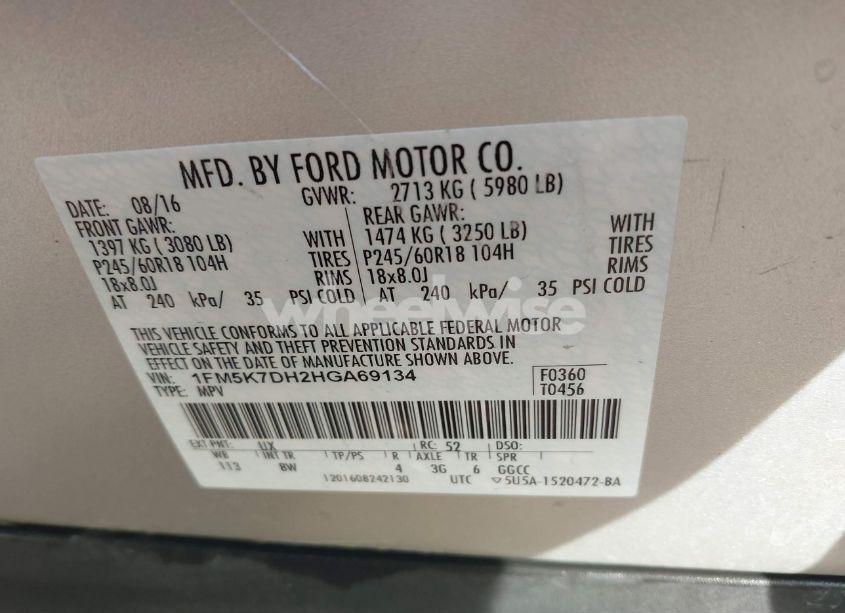 MFD. BY FORD MOTOR CO.
DATE: 08/16 GVWR: 2713 KG ( 5980 LB)
FRONT GAWR: REAR GAWR:
1397 KG ( 3080 LB) WITH 1474 KG ( 3250 LB) WITH
P245/60R18 104H TIRES P245/60R18 104H TIRES
18x8.0J RIMS 18x8.0J RIMS
AT 240 kPa/ 35 PSI COLD AT 240 kPa/ 35 PSI COLD
wheelwise
THIS VEHICLE CONFORMS TO ALL APPLICABLE FEDERAL MOTOR
VEHICLE SAFETY AND THEFT PREVENTION STANDARDS IN
EFFECT ON THE DATE OF MANUFACTURE SHOWN ABOVE.
VIN: 1FM5K7DH2HGA69134 F0360
TYPE: MPV T0456
EXT PNT: UX RC: 52 DSO:
WB INT TR TP/PS R AXLE TR SPR
113 BW 4 3G 6 GGCC
1201608242130 UTC ▽5U5A-1520472-BA